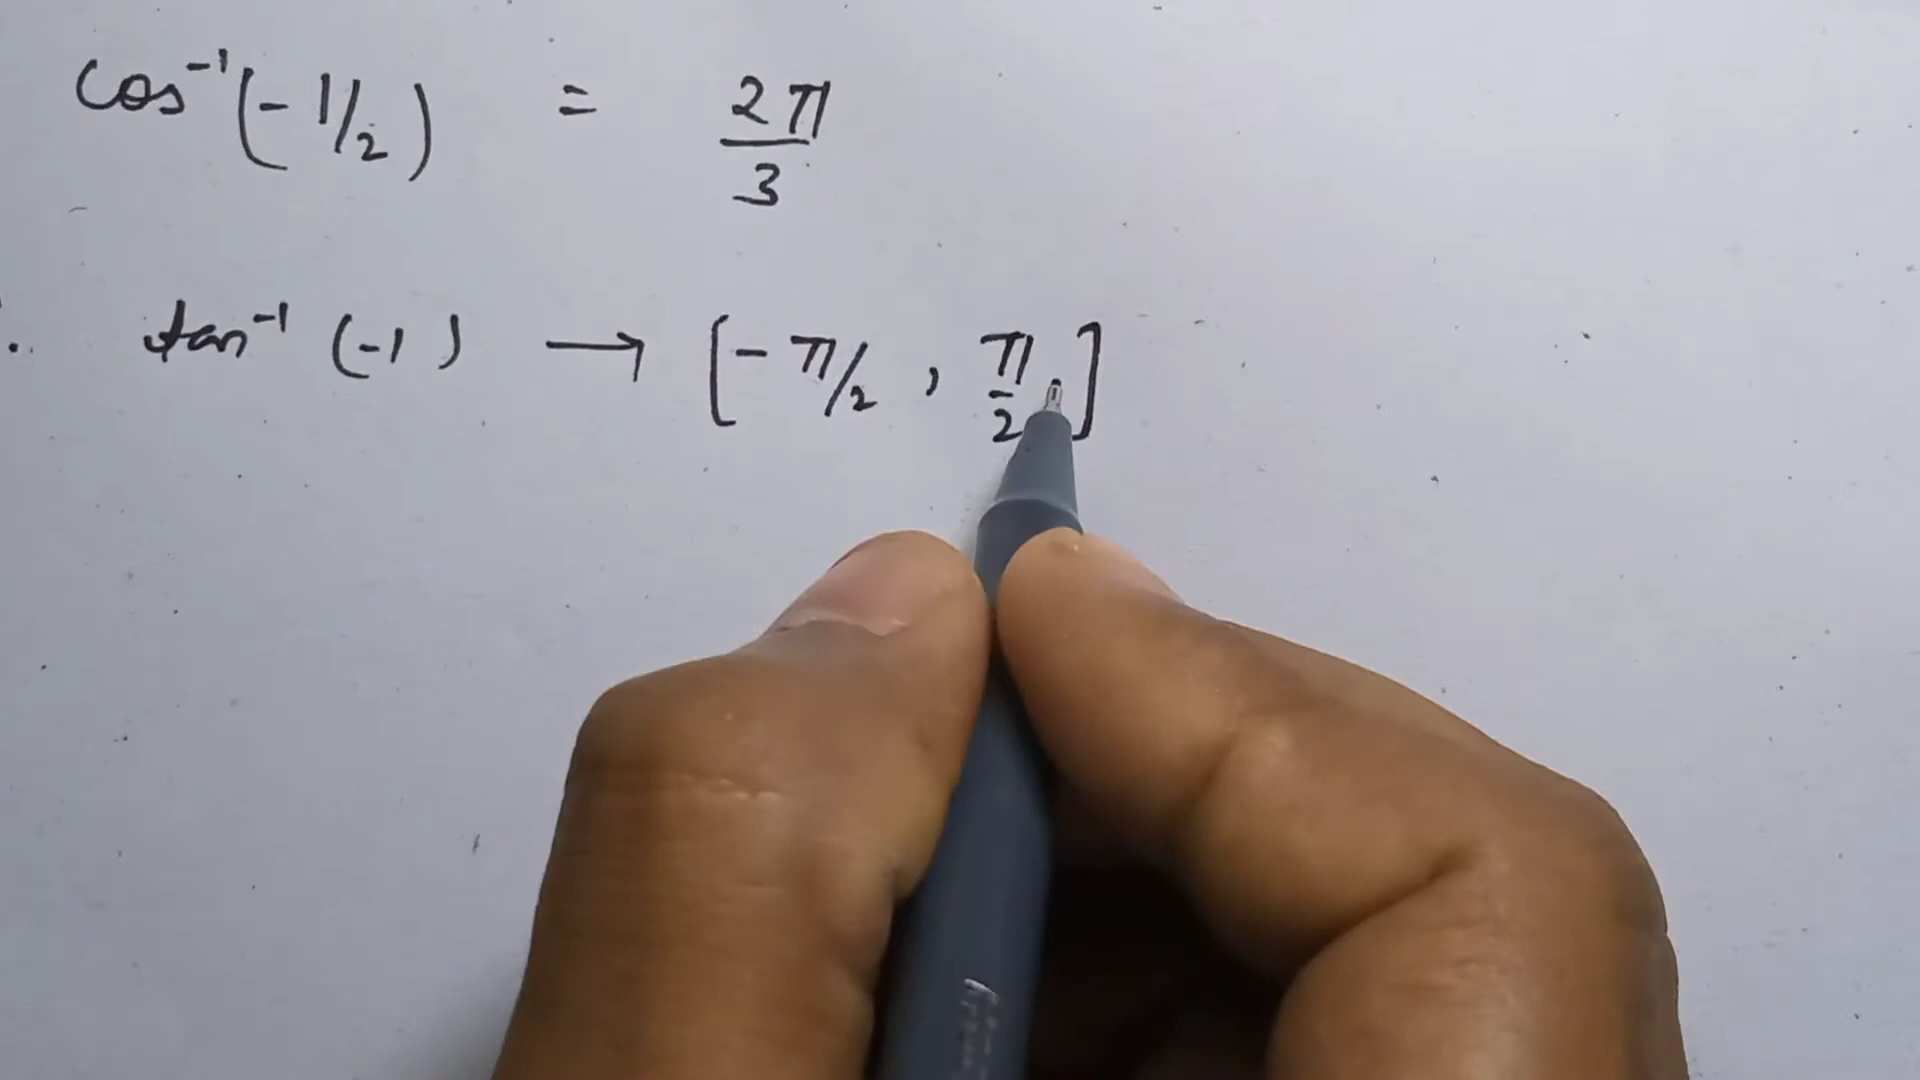 cos⁻¹(-1/2) = 2π/3
. tan⁻¹ (-1) → [-π/2 , π/2]